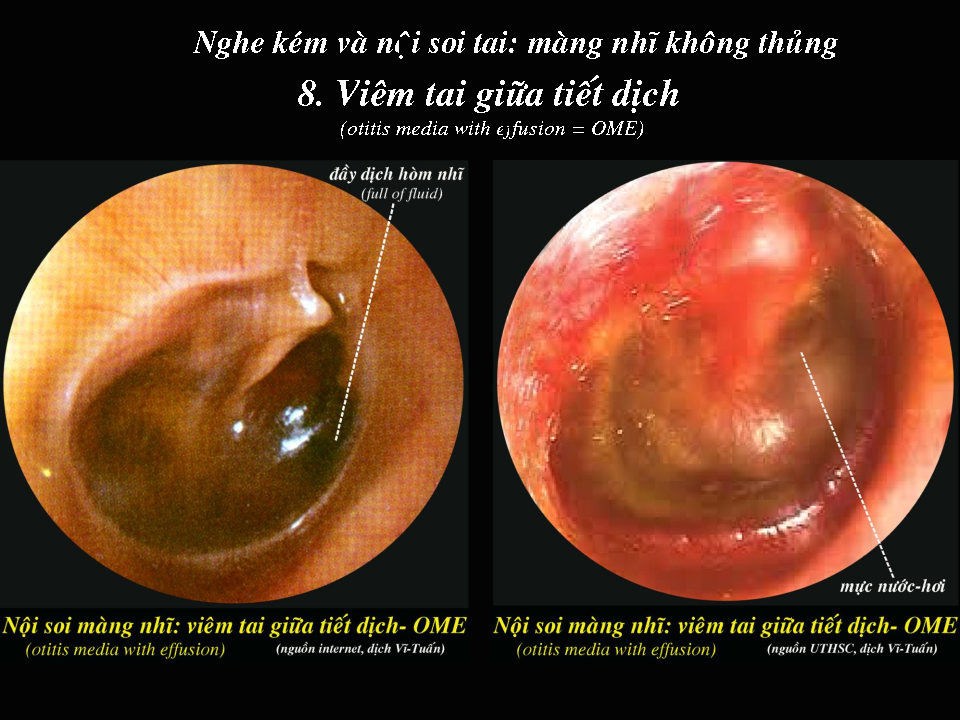 Nghe kém và nội soi tai: màng nhĩ không thủng
8. Viêm tai giữa tiết dịch
(otitis media with effusion = OME)
đầy dịch hòm nhĩ
(full of fluid)
mực nước-hơi
Nội soi màng nhĩ: viêm tai giữa tiết dịch- OME
(otitis media with effusion)
(nguồn internet, dịch Vĩ-Tuấn)
Nội soi màng nhĩ: viêm tai giữa tiết dịch- OME
(otitis media with effusion)
(nguồn UTHSC, dịch Vĩ-Tuấn)